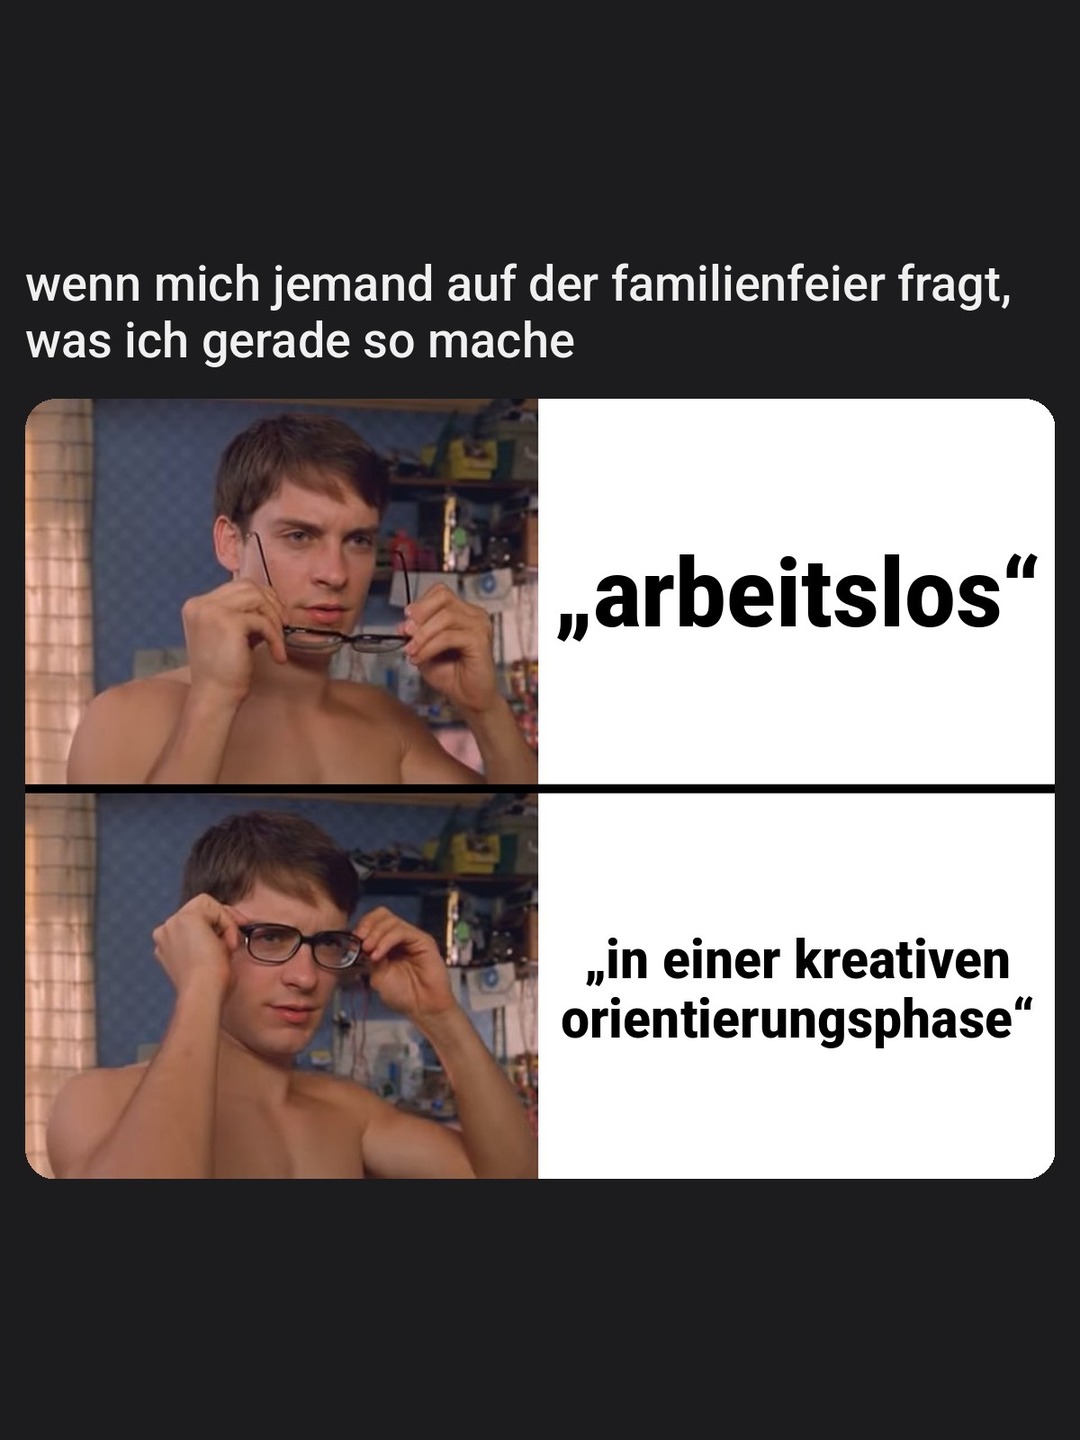 wenn mich jemand auf der familienfeier fragt,
was ich gerade so mache
„arbeitslos“
„in einer kreativen
orientierungsphase“